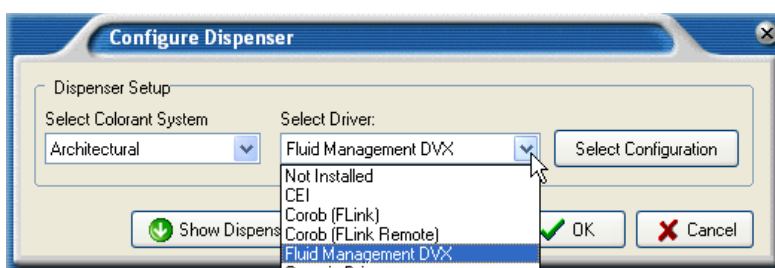 Configure Dispenser
Dispenser Setup
Select Colorant System
Select Driver:
Architectural
Fluid Management DVX
Select Configuration
Not Installed
CEI
Corob (FLink)
Corob (FLink Remote)
Fluid Management DVX
Show Dispens
OK
Cancel